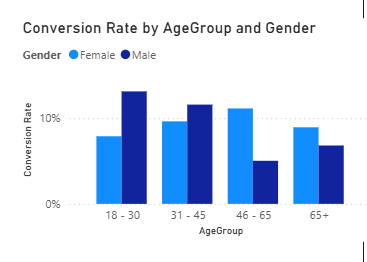 Conversion Rate by AgeGroup and Gender
Gender Female Male
Conversion Rate
10%
0%
18 - 30 31 - 45 46 - 65 65+
AgeGroup